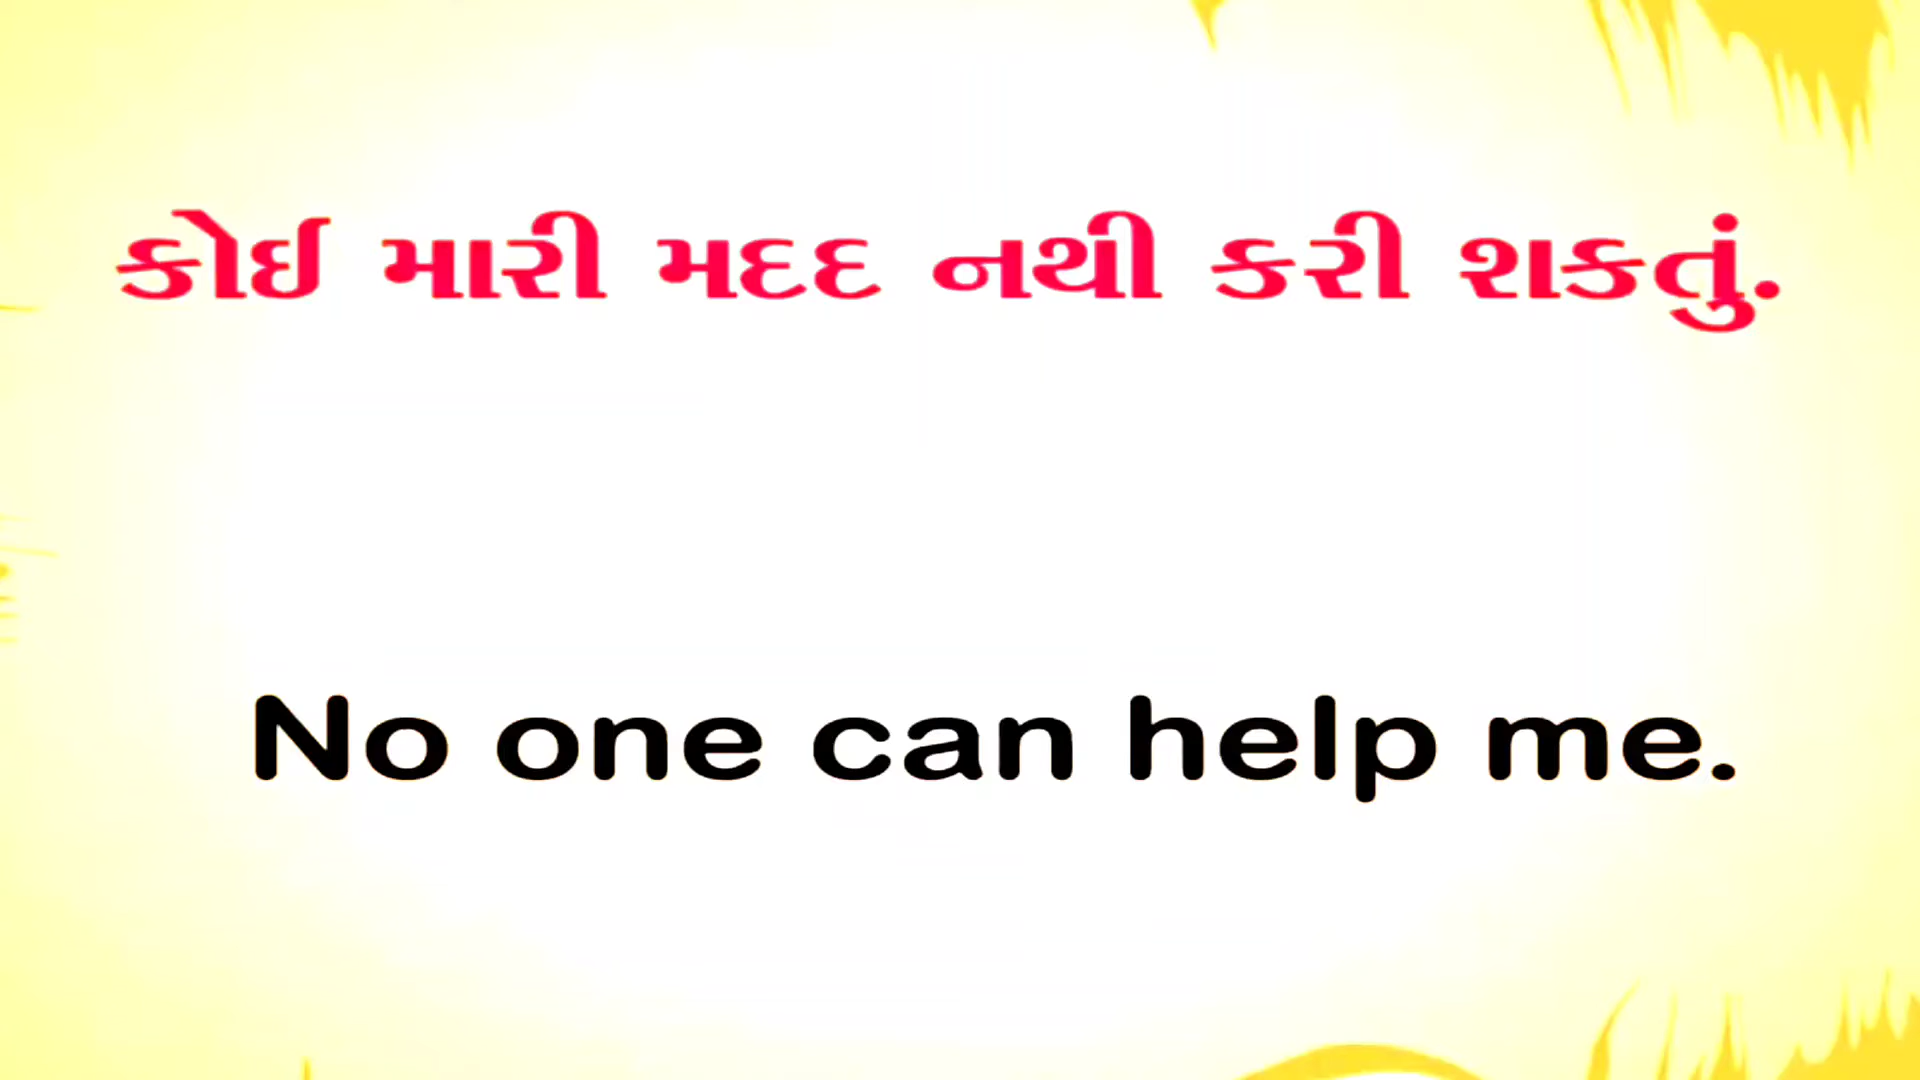 કોઈ મારી મદદ નથી કરી શકતું.
No one can help me.